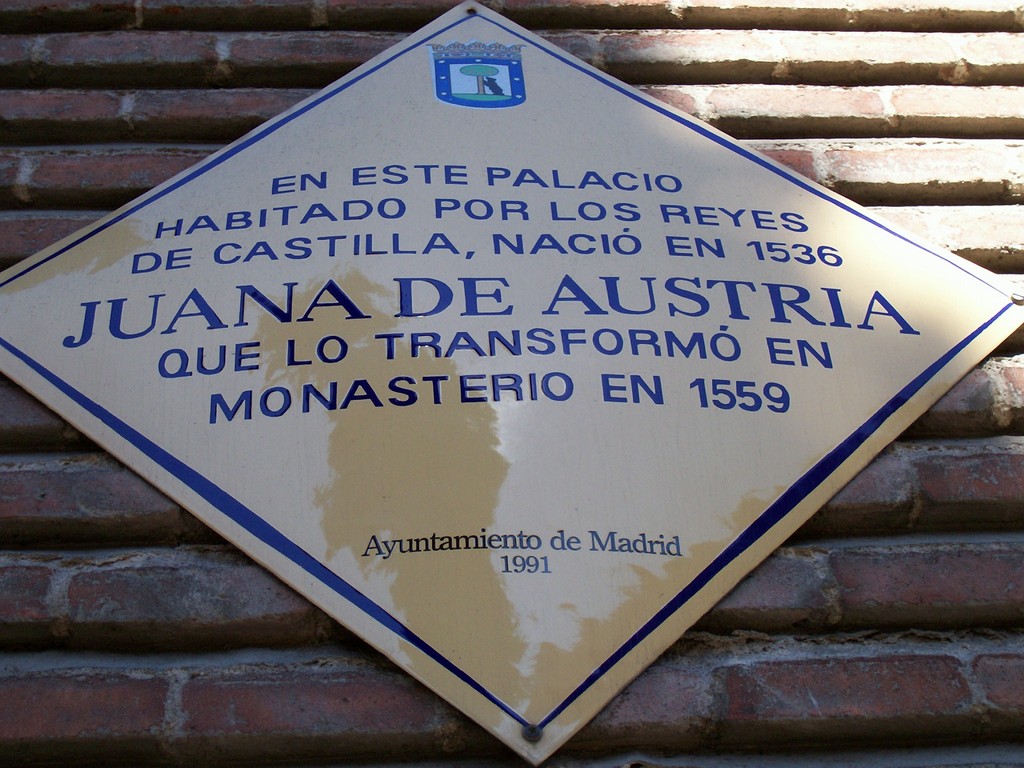 EN ESTE PALACIO
HABITADO POR LOS REYES
DE CASTILLA, NACIÓ EN 1536
JUANA DE AUSTRIA
QUE LO TRANSFORMÓ EN
MONASTERIO EN 1559
Ayuntamiento de Madrid
1991